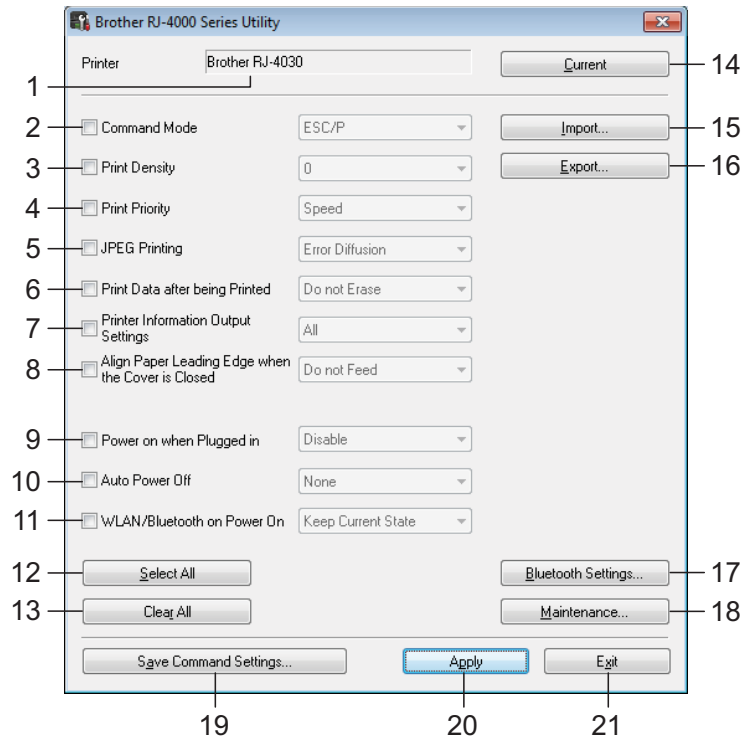 Brother RJ-4000 Series Utility
Printer Brother RJ-4030 Current 14
1
2 Command Mode ESC/P Import... 15
3 Print Density 0 Export... 16
4 Print Priority Speed
5 JPEG Printing Error Diffusion
6 Print Data after being Printed Do not Erase
7 Printer Information Output
Settings All
8 Align Paper Leading Edge when
the Cover is Closed Do not Feed
9 Power on when Plugged in Disable
10 Auto Power Off None
11 WLAN/Bluetooth on Power On Keep Current State
12 Select All Bluetooth Settings... 17
13 Clear All Maintenance... 18
Save Command Settings... Apply Exit
19 20 21